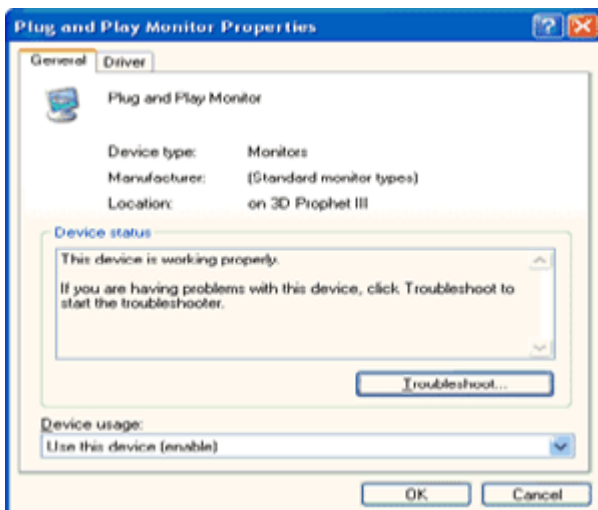 Plug and Play Monitor Properties
General Driver
Plug and Play Monitor
Device type: Monitors
Manufacturer: (Standard monitor types)
Location: on 3D Prophet III
Device status
This device is working properly.
If you are having problems with this device, click Troubleshoot to
start the troubleshooter.
Troubleshoot...
Device usage:
Use this device (enable)
OK Cancel